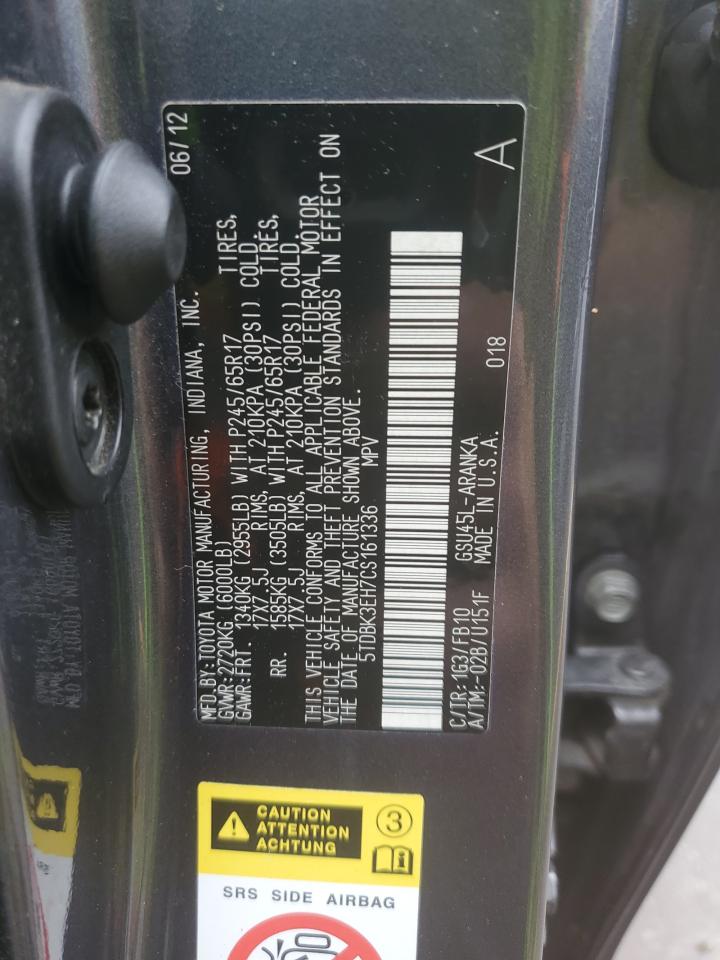 MFD.BY:TOYOTA MOTOR MANUFACTURING, INDIANA, INC. 06/12
GVWR:2720KG (6000LB)
GAWR:FRT. 1340KG (2955LB) WITH P245/65R17 TIRES,
17X7.5J RIMS, AT 210KPA (30PSI) COLD.
RR. 1585KG (3505LB) WITH P245/65R17 TIRES,
17X7.5J RIMS, AT 210KPA (30PSI) COLD.
THIS VEHICLE CONFORMS TO ALL APPLICABLE FEDERAL MOTOR
VEHICLE SAFETY AND THEFT PREVENTION STANDARDS IN EFFECT ON
THE DATE OF MANUFACTURE SHOWN ABOVE.
5TDBK3EH7CS161336 MPV
C/TR:1G3/FB10 GSU45L-ARANKA 018
A/TM:-02B/U151F MADE IN U.S.A. A
CAUTION
ATTENTION
ACHTUNG
3
SRS SIDE AIRBAG